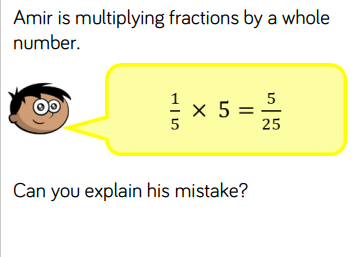 Amir is multiplying fractions by a whole
number.
1/5 × 5 = 5/25
Can you explain his mistake?